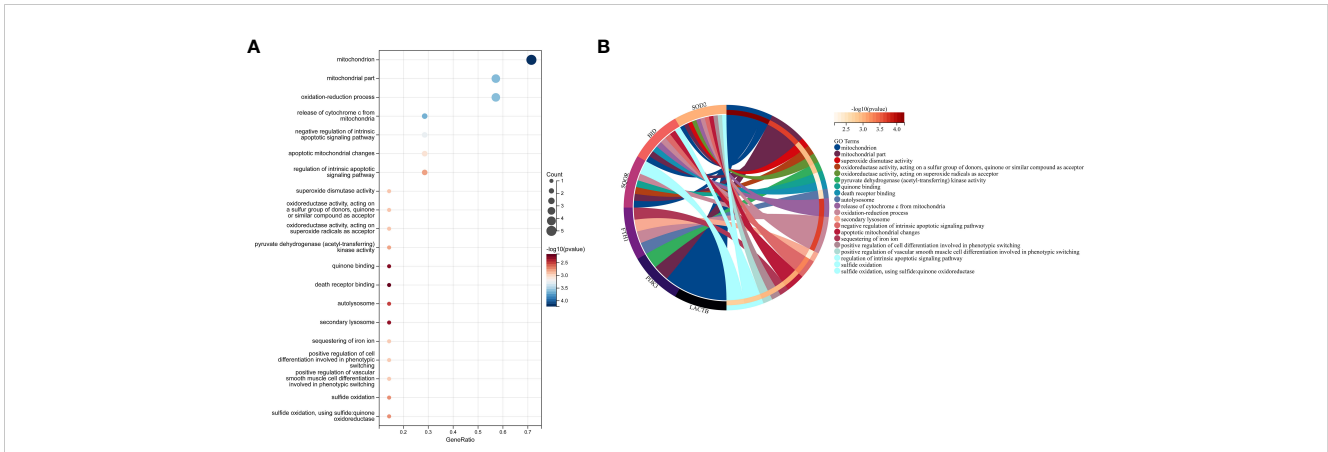 A
B
mitochondrion
mitochondrial part
oxidation-reduction process
release of cytochrome c from
mitochondria
negative regulation of intrinsic
apoptotic signaling pathway
apoptotic mitochondrial changes
regulation of intrinsic apoptotic
signaling pathway
superoxide dismutase activity
oxidoreductase activity, acting on
a sulfur group of donors, quinone
or similar compound as acceptor
oxidoreductase activity, acting on
superoxide radicals as acceptor
pyruvate dehydrogenase (acetyl-transferring)
kinase activity
quinone binding
death receptor binding
autolysosome
secondary lysosome
sequestering of iron ion
positive regulation of cell
differentiation involved in phenotypic
switching
positive regulation of vascular
smooth muscle cell differentiation
involved in phenotypic switching
sulfide oxidation
sulfide oxidation, using sulfide:quinone
oxidoreductase
0.2 0.3 0.4 0.5 0.6 0.7
GeneRatio
Count
1
2
3
4
5
-log10(pvalue)
2.5
3.0
3.5
4.0
SOD2
BID
SQOR
FTH1
PDK3
LACTB
-log10(pvalue)
2.5 3.0 3.5 4.0
GO Terms
mitochondrion
mitochondrial part
superoxide dismutase activity
oxidoreductase activity, acting on a sulfur group of donors, quinone or similar compound as acceptor
oxidoreductase activity, acting on superoxide radicals as acceptor
pyruvate dehydrogenase (acetyl-transferring) kinase activity
quinone binding
death receptor binding
autolysosome
release of cytochrome c from mitochondria
oxidation-reduction process
secondary lysosome
negative regulation of intrinsic apoptotic signaling pathway
apoptotic mitochondrial changes
sequestering of iron ion
positive regulation of cell differentiation involved in phenotypic switching
positive regulation of vascular smooth muscle cell differentiation involved in phenotypic switching
regulation of intrinsic apoptotic signaling pathway
sulfide oxidation
sulfide oxidation, using sulfide:quinone oxidoreductase